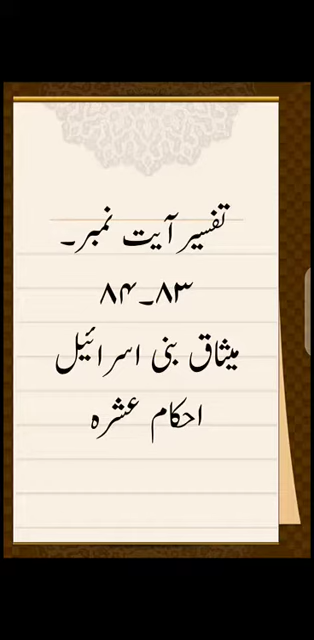 تفسیر آیت نمبر۔
۸۳۔۸۴
میثاق بنی اسرائیل
احکام عشرہ